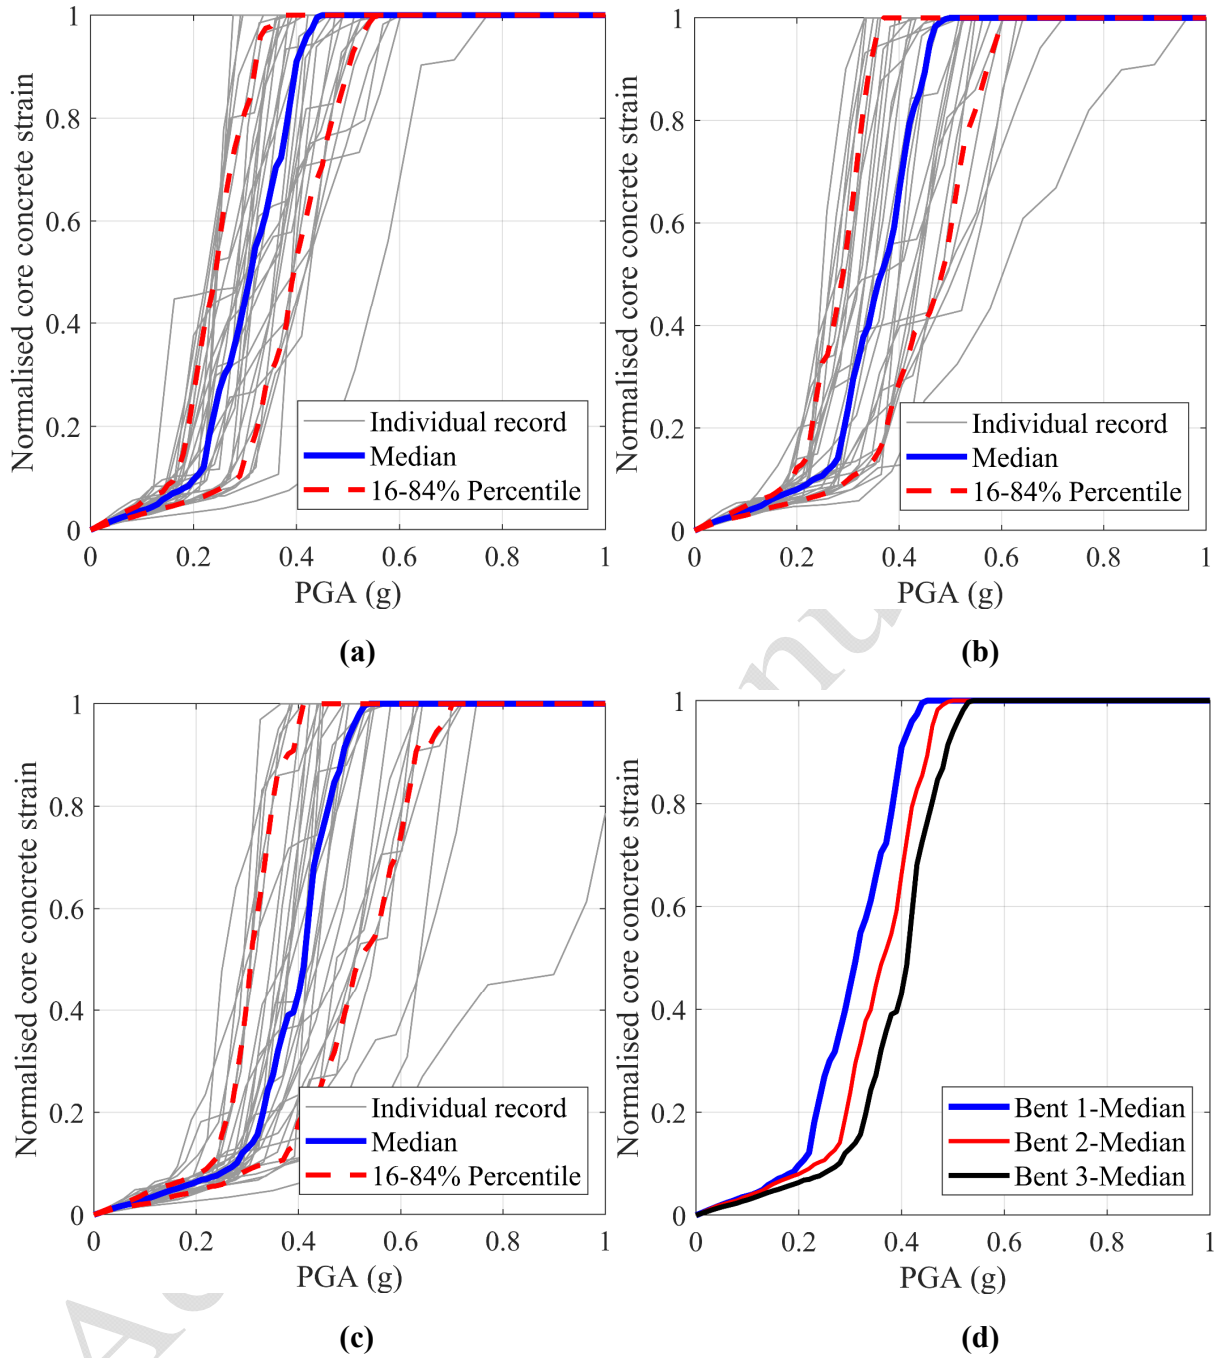 Normalised core concrete strain
1
0.8
0.6
0.4
0.2
0
0 0.2 0.4 0.6 0.8 1
PGA (g)
Individual record
Median
16-84% Percentile
(a)
Normalised core concrete strain
1
0.8
0.6
0.4
0.2
0
0 0.2 0.4 0.6 0.8 1
PGA (g)
Individual record
Median
16-84% Percentile
(b)
Normalised core concrete strain
1
0.8
0.6
0.4
0.2
0
0 0.2 0.4 0.6 0.8 1
PGA (g)
Individual record
Median
16-84% Percentile
(c)
Normalised core concrete strain
1
0.8
0.6
0.4
0.2
0
0 0.2 0.4 0.6 0.8 1
PGA (g)
Bent 1-Median
Bent 2-Median
Bent 3-Median
(d)